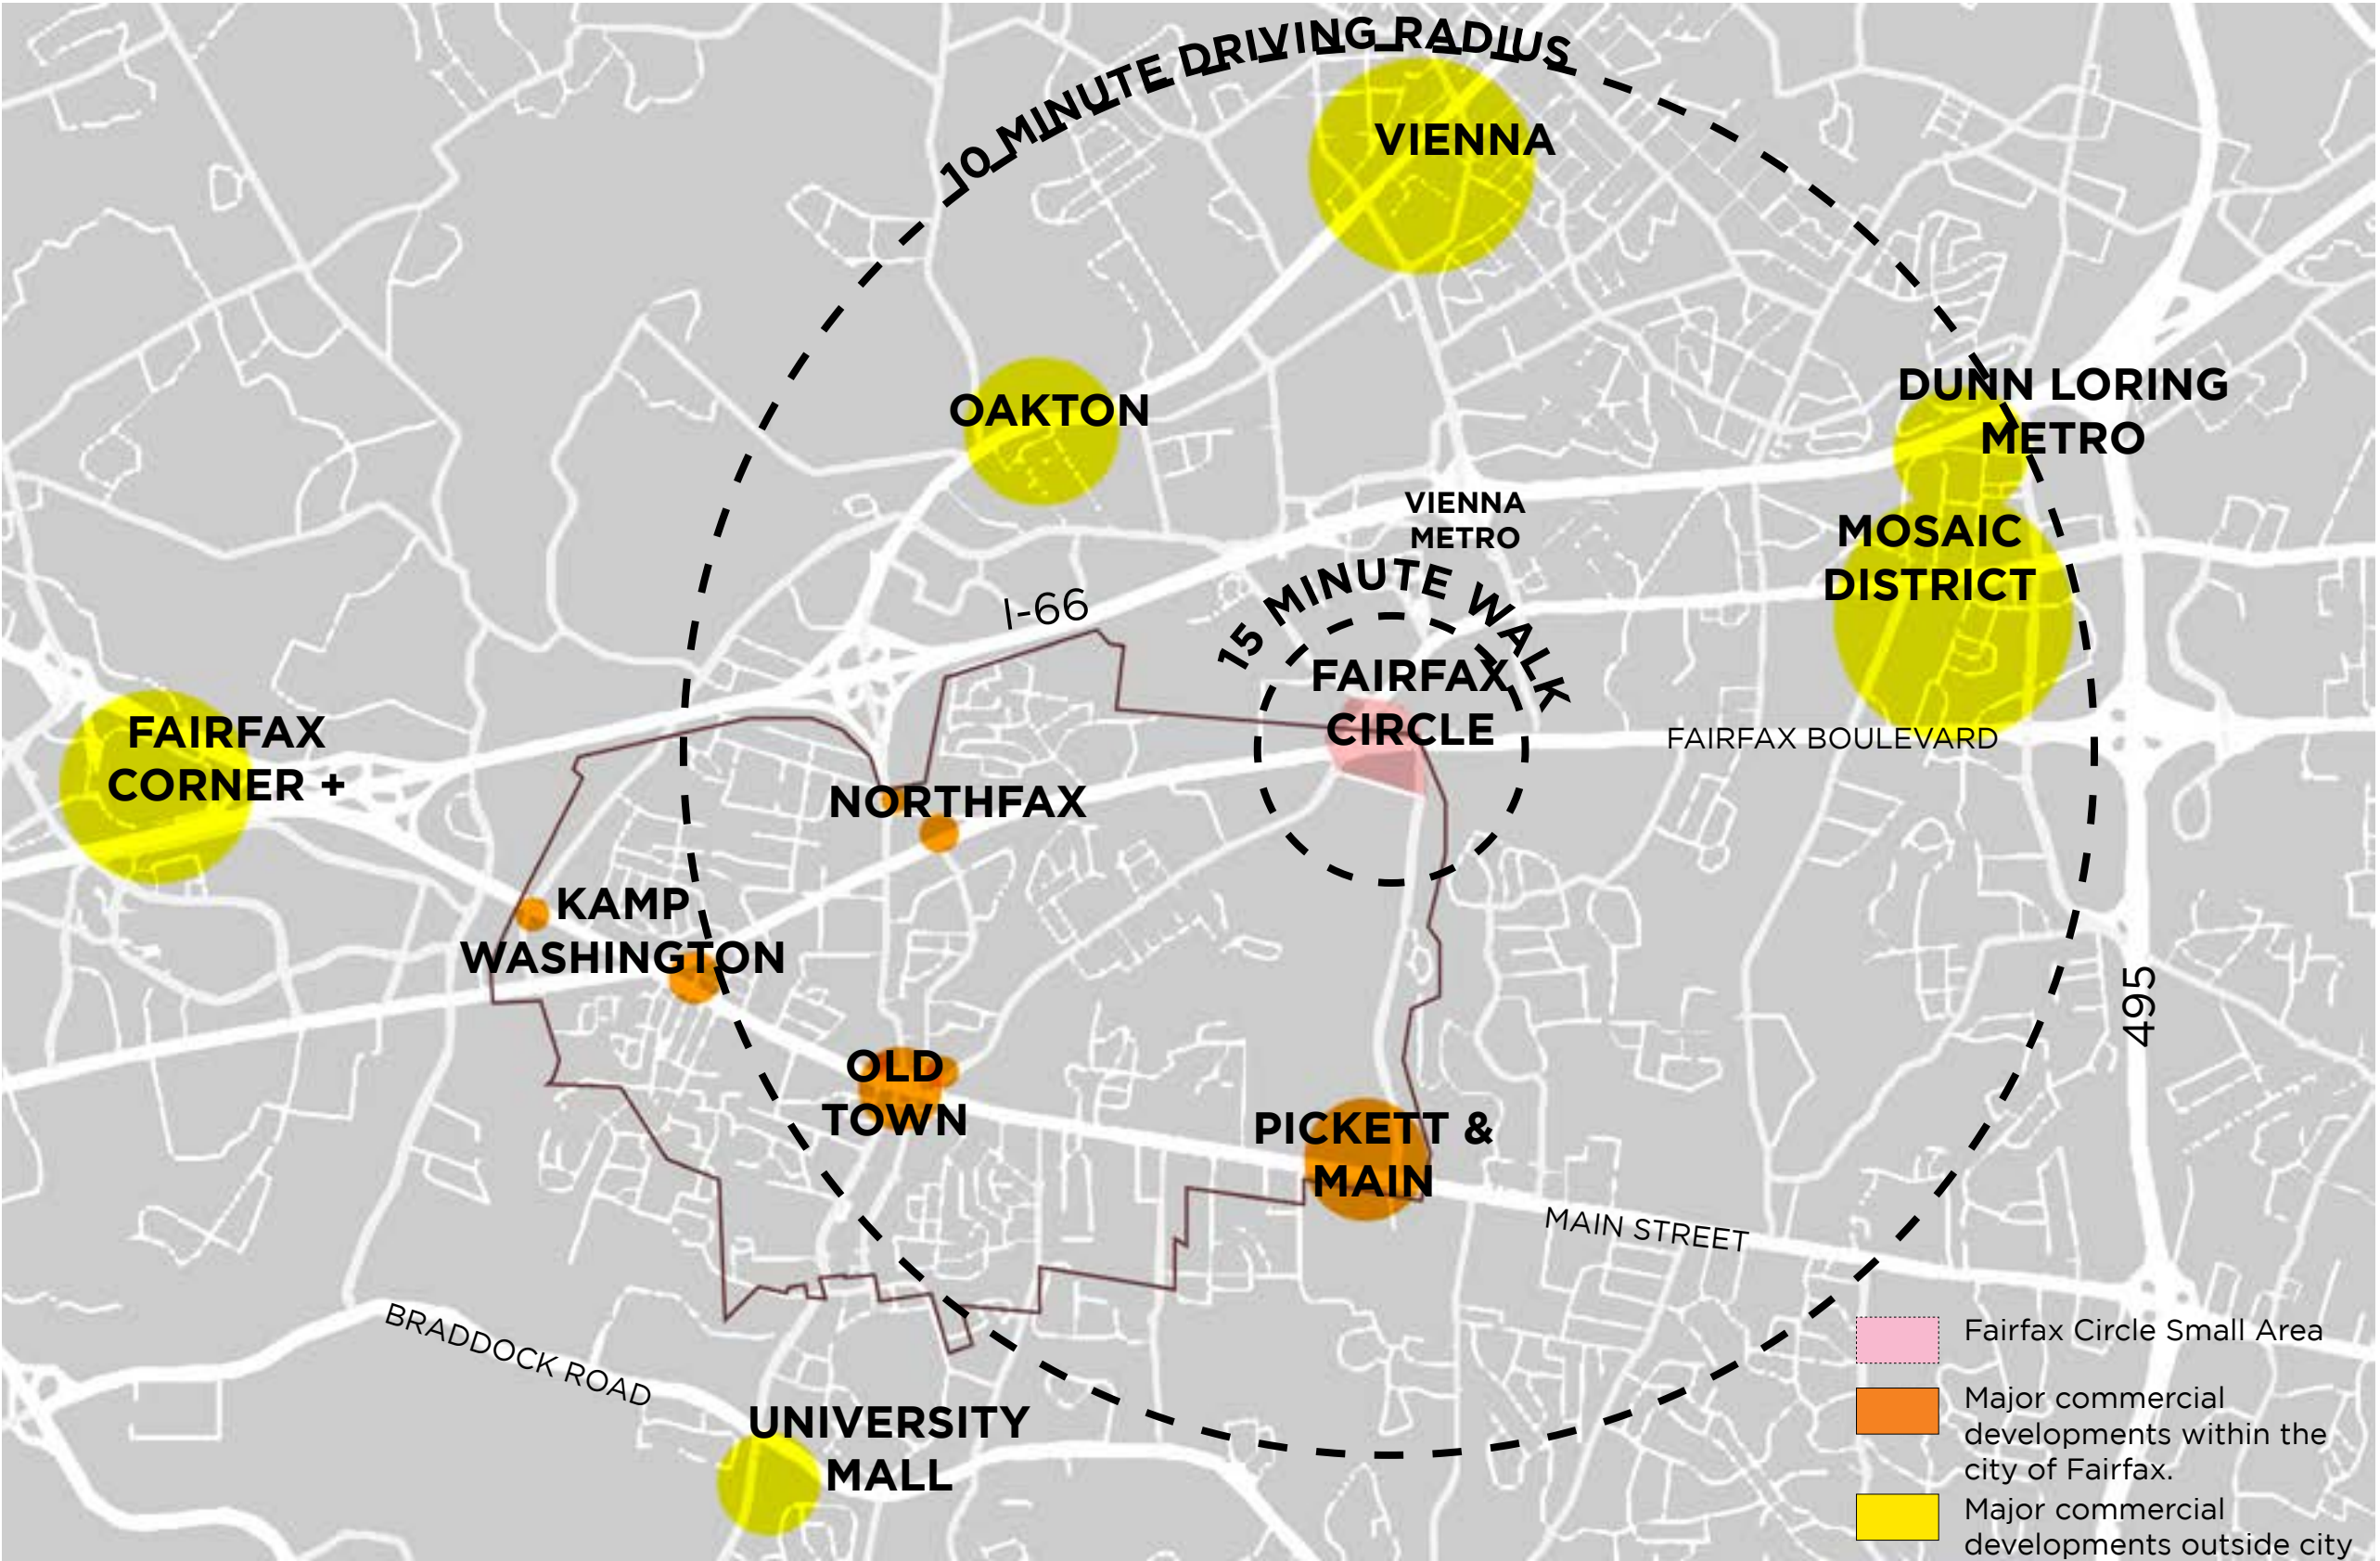 10 MINUTE DRIVING RADIUS
VIENNA
OAKTON
DUNN LORING
METRO
VIENNA
METRO
MOSAIC
DISTRICT
15 MINUTE WALK
I-66
FAIRFAX
CIRCLE
FAIRFAX BOULEVARD
FAIRFAX
CORNER +
NORTHFAX
KAMP
WASHINGTON
495
OLD
TOWN
PICKETT &
MAIN
MAIN STREET
BRADDOCK ROAD
UNIVERSITY
MALL
Fairfax Circle Small Area
Major commercial
developments within the
city of Fairfax.
Major commercial
developments outside city